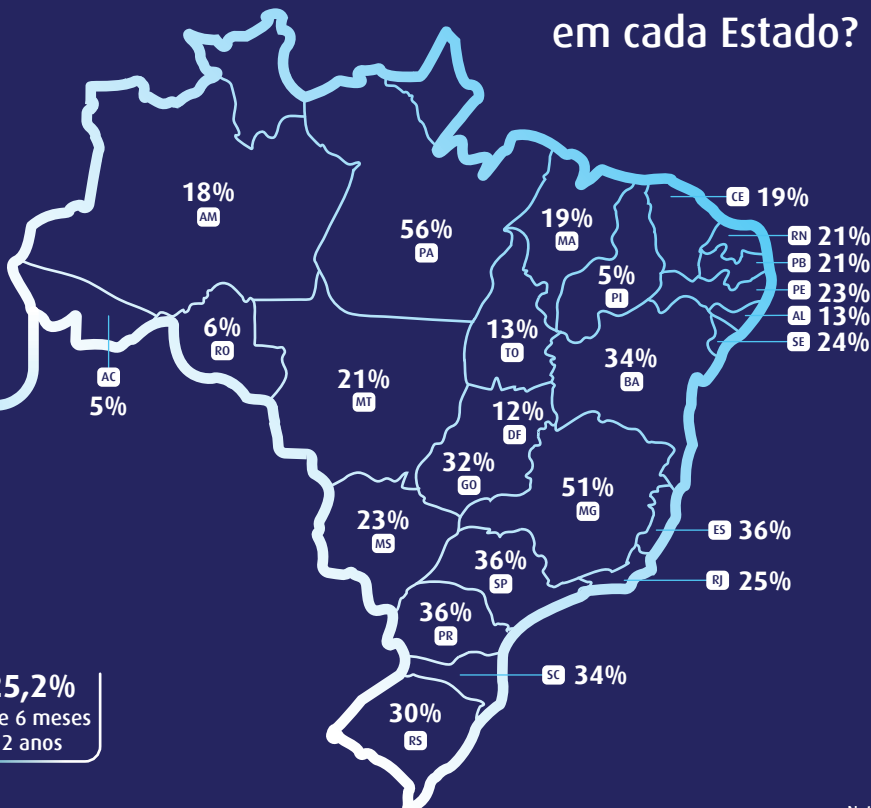 em cada Estado?
18%
AM
56%
PA
19%
MA
CE 19%
RN 21%
PB 21%
PE 23%
AL 13%
SE 24%
5%
PI
6%
RO
13%
TO
34%
BA
AC
5%
21%
MT
12%
DF
32%
GO
51%
MG
23%
MS
ES 36%
36%
SP
RJ 25%
36%
PR
SC 34%
30%
RS
5,2%
6 meses
2 anos